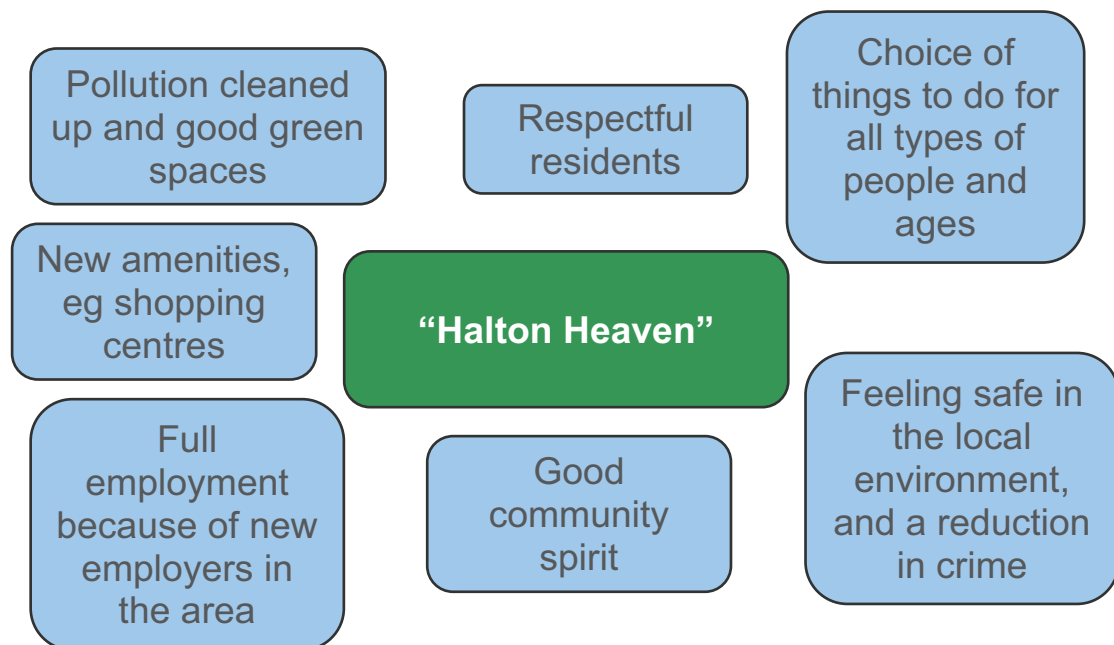 Pollution cleaned
up and good green
spaces
Respectful
residents
Choice of
things to do for
all types of
people and
ages
New amenities,
eg shopping
centres
“Halton Heaven”
Feeling safe in
the local
environment,
and a reduction
in crime
Full
employment
because of new
employers in
the area
Good
community
spirit